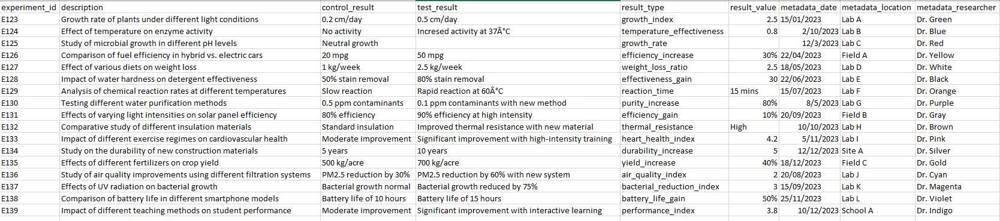 experiment_id description control_result test_result result_type result_value metadata_date metadata_location metadata_researcher
E123 Growth rate of plants under different light conditions 0.2 cm/day 0.5 cm/day growth_index 2.5 15/01/2023 Lab A Dr. Green
E124 Effect of temperature on enzyme activity No activity Incresed activity at 37Â°C temperature_effectiveness 0.8 2/10/2023 Lab B Dr. Blue
E125 Study of microbial growth in different pH levels Neutral growth growth_rate 12/3/2023 Lab C Dr. Red
E126 Comparison of fuel efficiency in hybrid vs. electric cars 20 mpg 50 mpg efficiency_increase 30% 22/04/2023 Field A Dr. Yellow
E127 Effect of various diets on weight loss 1 kg/week 2.5 kg/week weight_loss_ratio 2.5 18/05/2023 Lab D Dr. White
E128 Impact of water hardness on detergent effectiveness 50% stain removal 80% stain removal effectiveness_gain 30 22/06/2023 Lab E Dr. Black
E129 Analysis of chemical reaction rates at different temperatures Slow reaction Rapid reaction at 60Â°C reaction_time 15 mins 15/07/2023 Lab F Dr. Orange
E130 Testing different water purification methods 0.5 ppm contaminants 0.1 ppm contaminants with new method purity_increase 80% 8/5/2023 Lab G Dr. Purple
E131 Effects of varying light intensities on solar panel efficiency 80% efficiency 90% efficiency at high intensity efficiency_gain 10% 20/09/2023 Field B Dr. Gray
E132 Comparative study of different insulation materials Standard insulation Improved thermal resistance with new material thermal_resistance High 10/10/2023 Lab H Dr. Brown
E133 Impact of different exercise regimes on cardiovascular health Moderate improvement Significant improvement with high-intensity training heart_health_index 4.2 5/11/2023 Lab I Dr. Pink
E134 Study on the durability of new construction materials 5 years 10 years durability_increase 5 12/12/2023 Site A Dr. Silver
E135 Effects of different fertilizers on crop yield 500 kg/acre 700 kg/acre yield_increase 40% 18/12/2023 Field C Dr. Gold
E136 Study of air quality improvements using different filtration systems PM2.5 reduction by 30% PM2.5 reduction by 60% with new system air_quality_index 2 20/08/2023 Lab J Dr. Cyan
E137 Effects of UV radiation on bacterial growth Bacterial growth normal Bacterial growth reduced by 75% bacterial_reduction_index 3 15/09/2023 Lab K Dr. Magenta
E138 Comparison of battery life in different smartphone models Battery life of 10 hours Battery life of 15 hours battery_life_gain 50% 25/11/2023 Lab L Dr. Violet
E139 Impact of different teaching methods on student performance Moderate improvement Significant improvement with interactive learning performance_index 3.8 10/12/2023 School A Dr. Indigo